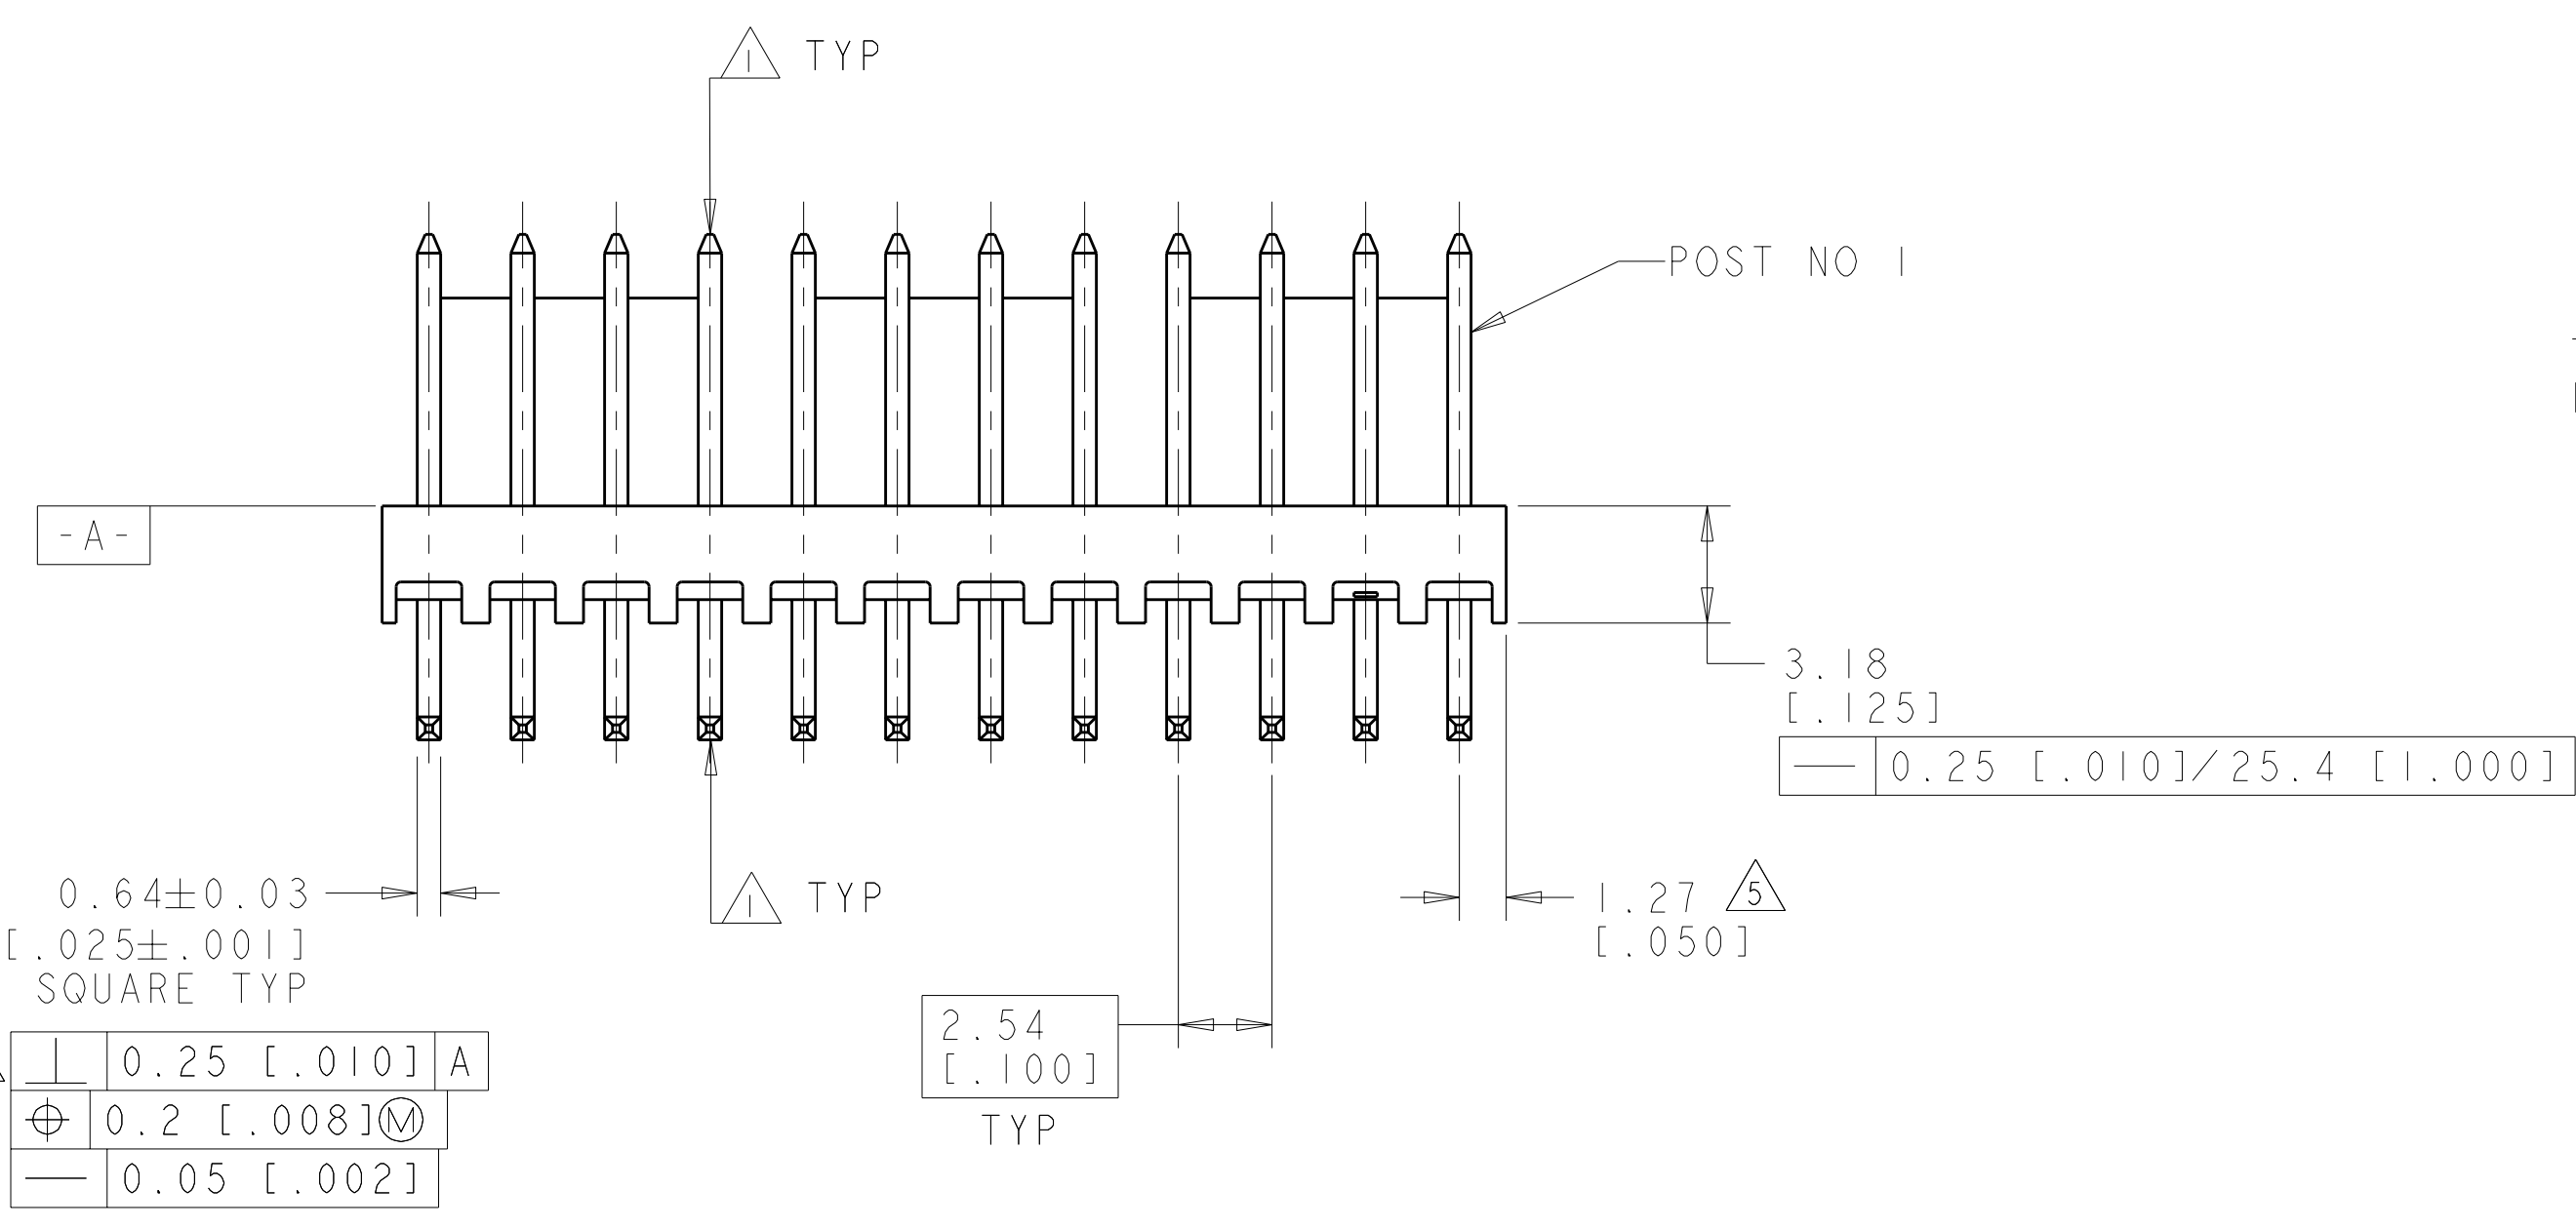 1 TYP
POST NO 1
-A-
3.18
[.125]
⏤ 0.25 [.010]/25.4 [1.000]
0.64±0.03
[.025±.001]
SQUARE TYP
1 TYP
1.27 5
[.050]
2.54
[.100]
TYP
⊥ 0.25 [.010] A
⌖ 0.2 [.008] Ⓜ
⏤ 0.05 [.002]